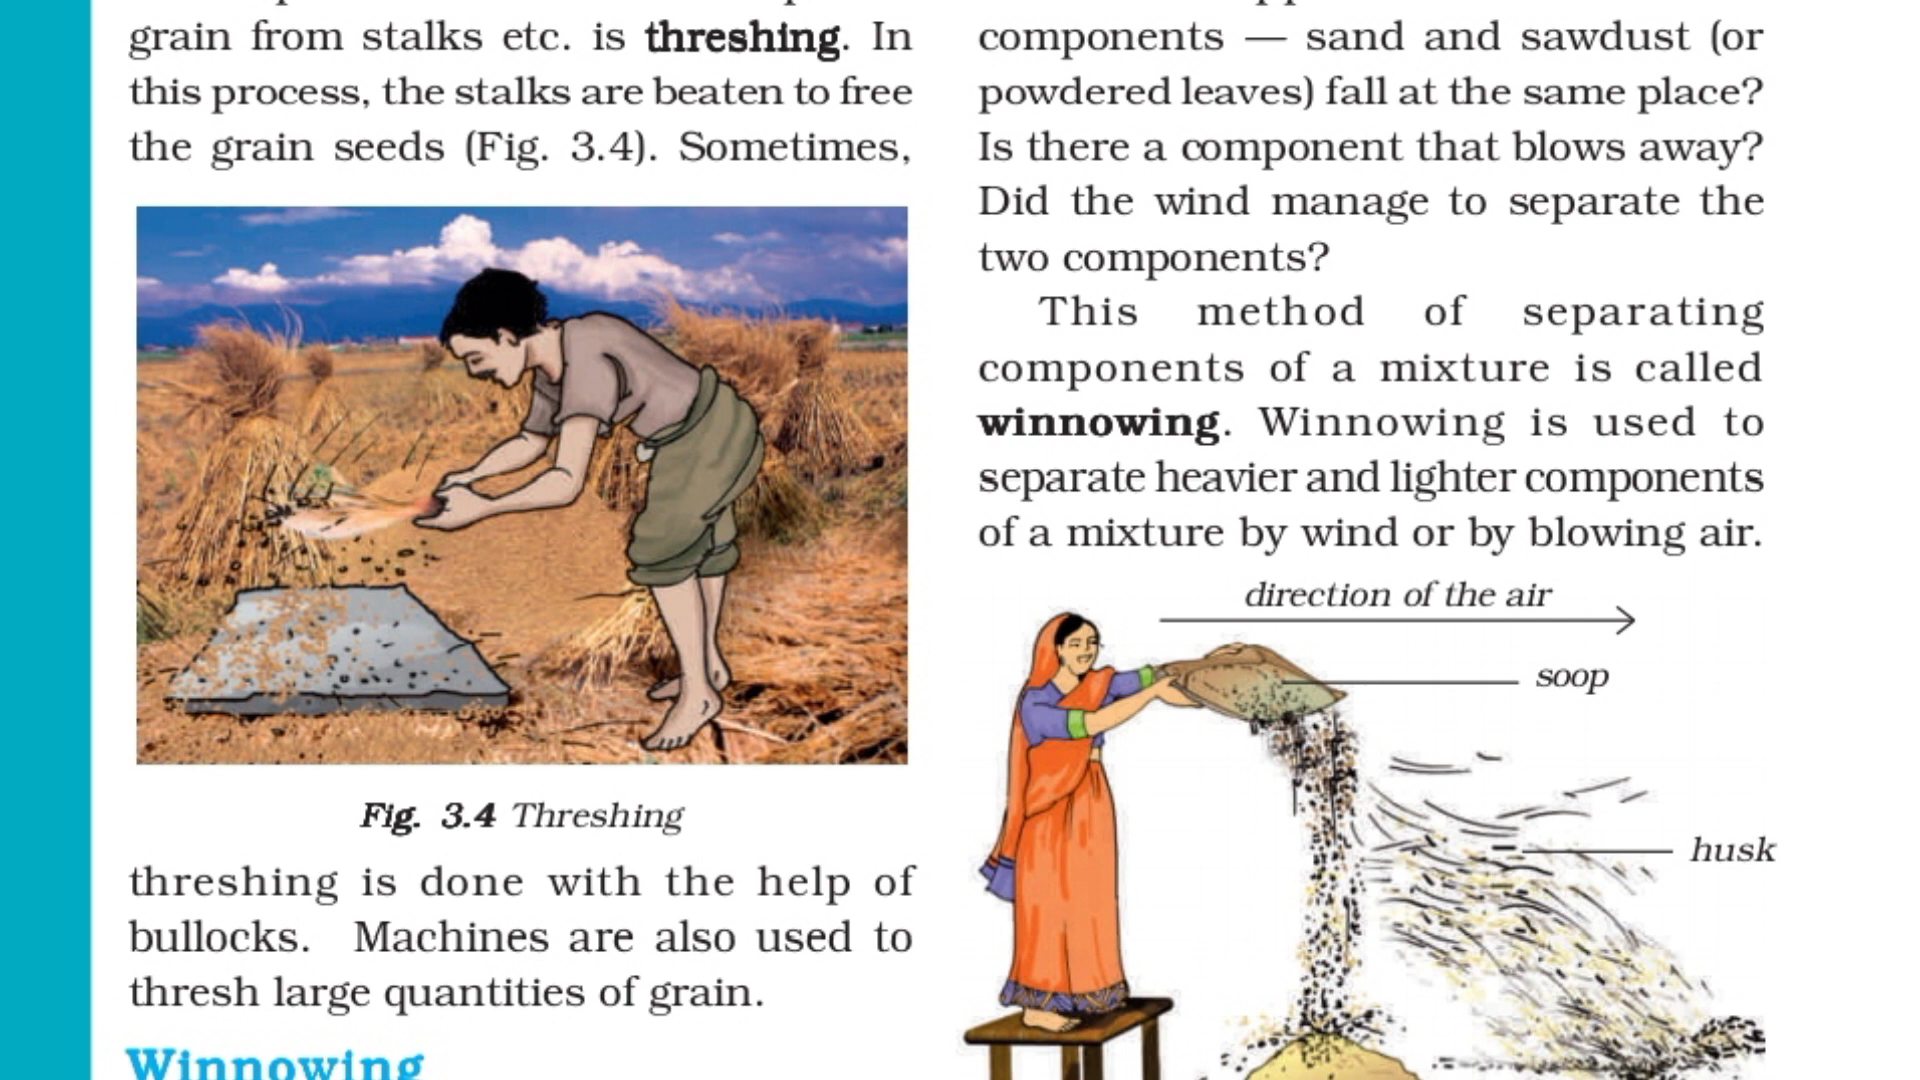 grain from stalks etc. is threshing. In
this process, the stalks are beaten to free
the grain seeds (Fig. 3.4). Sometimes,
Fig. 3.4 Threshing
threshing is done with the help of
bullocks. Machines are also used to
thresh large quantities of grain.
Winnowing
components — sand and sawdust (or
powdered leaves) fall at the same place?
Is there a component that blows away?
Did the wind manage to separate the
two components?
This method of separating
components of a mixture is called
winnowing. Winnowing is used to
separate heavier and lighter components
of a mixture by wind or by blowing air.
direction of the air
soop
husk